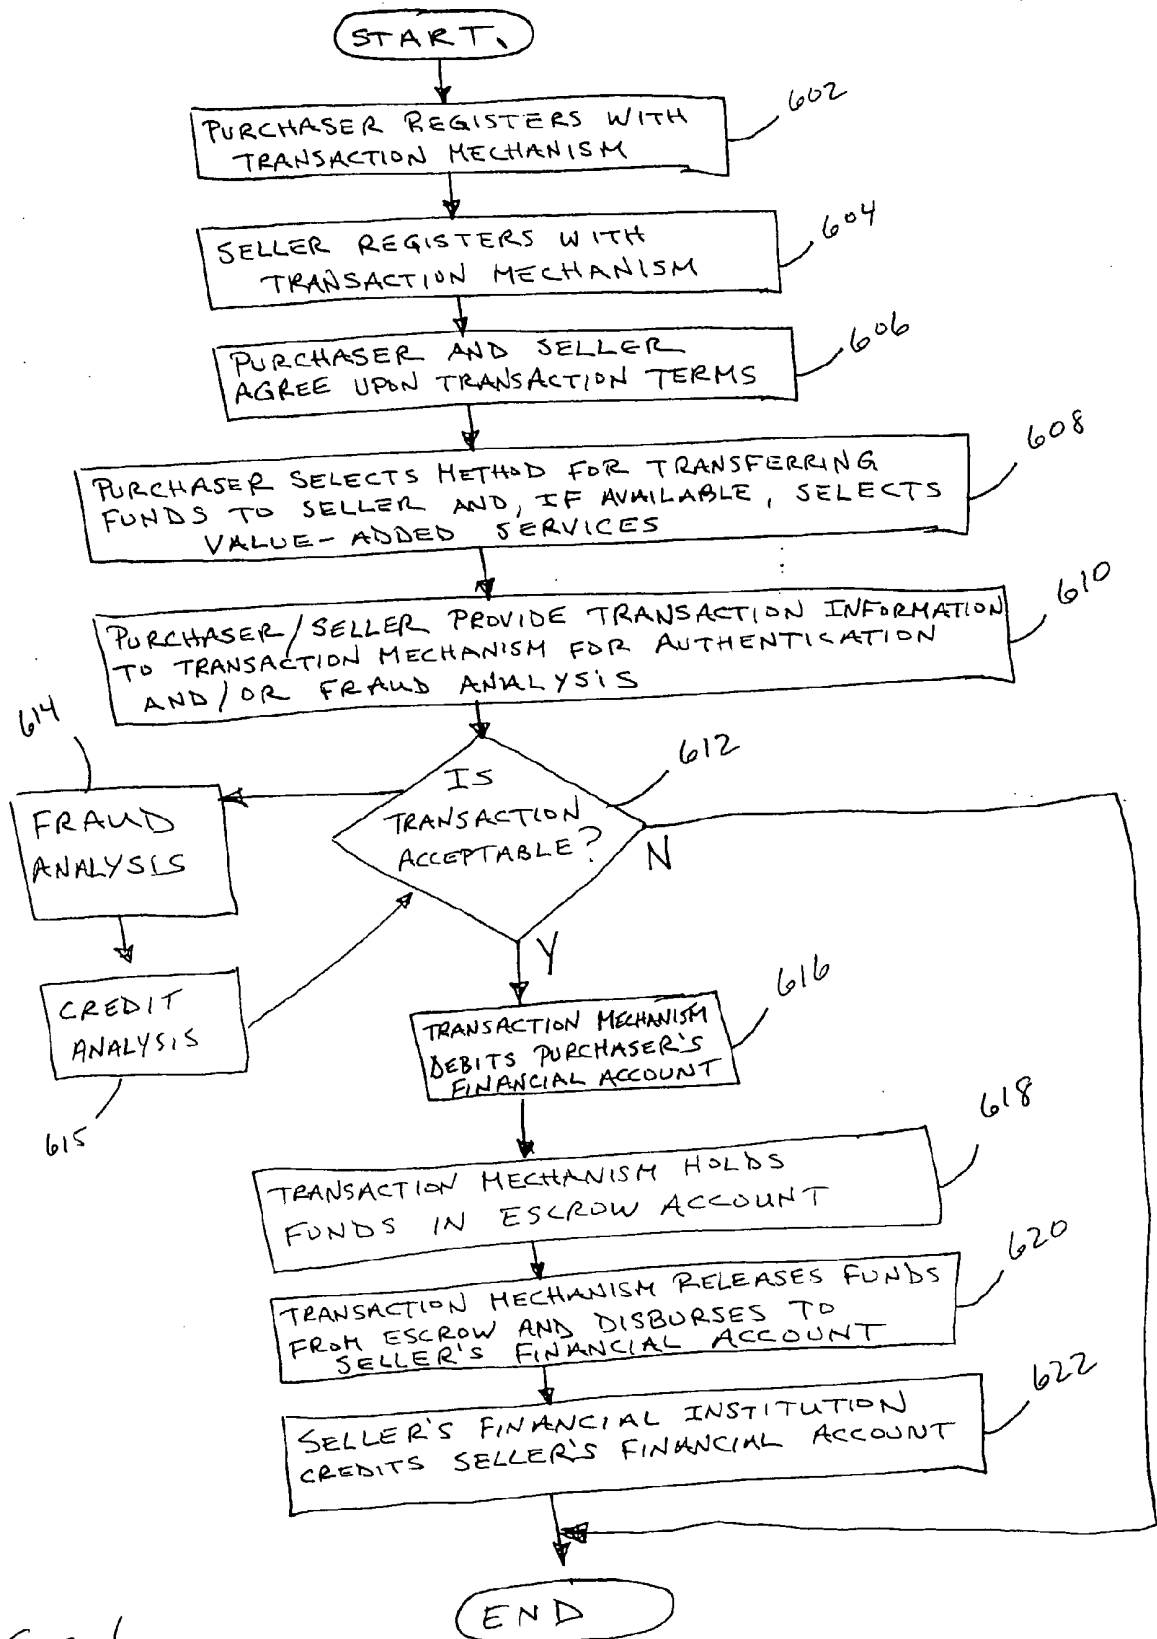 START.
602
PURCHASER REGISTERS WITH
TRANSACTION MECHANISM
604
SELLER REGISTERS WITH
TRANSACTION MECHANISM
606
PURCHASER AND SELLER
AGREE UPON TRANSACTION TERMS
608
PURCHASER SELECTS METHOD FOR TRANSFERRING
FUNDS TO SELLER AND, IF AVAILABLE, SELECTS
VALUE-ADDED SERVICES
610
PURCHASER/SELLER PROVIDE TRANSACTION INFORMATION
TO TRANSACTION MECHANISM FOR AUTHENTICATION
AND/OR FRAUD ANALYSIS
614
612
IS
TRANSACTION
ACCEPTABLE?
N
Y
FRAUD
ANALYSIS
CREDIT
ANALYSIS
615
616
TRANSACTION MECHANISM
DEBITS PURCHASER'S
FINANCIAL ACCOUNT
618
TRANSACTION MECHANISM HOLDS
FUNDS IN ESCROW ACCOUNT
620
TRANSACTION MECHANISM RELEASES FUNDS
FROM ESCROW AND DISBURSES TO
SELLER'S FINANCIAL ACCOUNT
622
SELLER'S FINANCIAL INSTITUTION
CREDITS SELLER'S FINANCIAL ACCOUNT
END